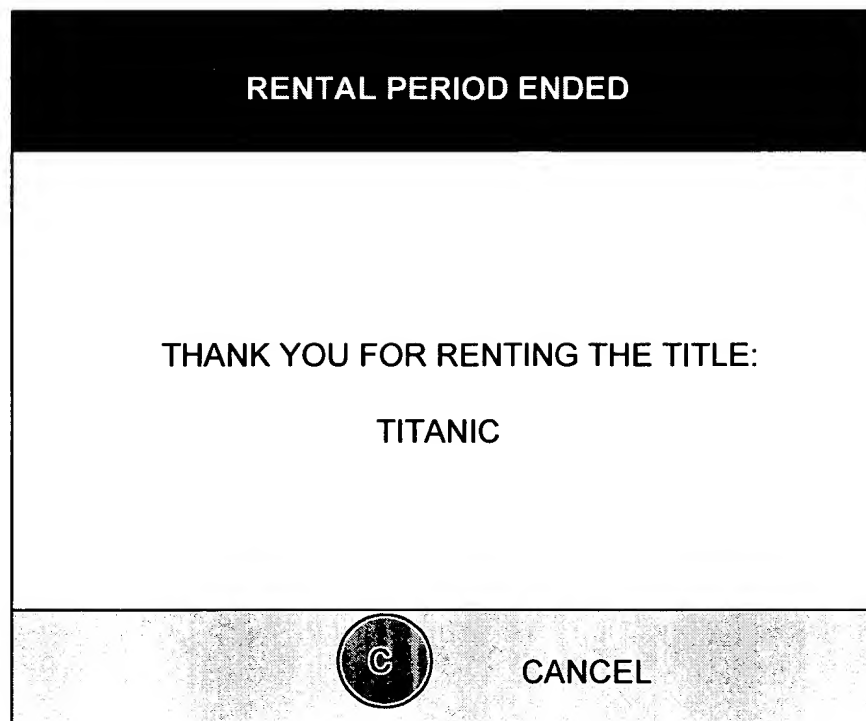 RENTAL PERIOD ENDED
THANK YOU FOR RENTING THE TITLE:
TITANIC
C CANCEL